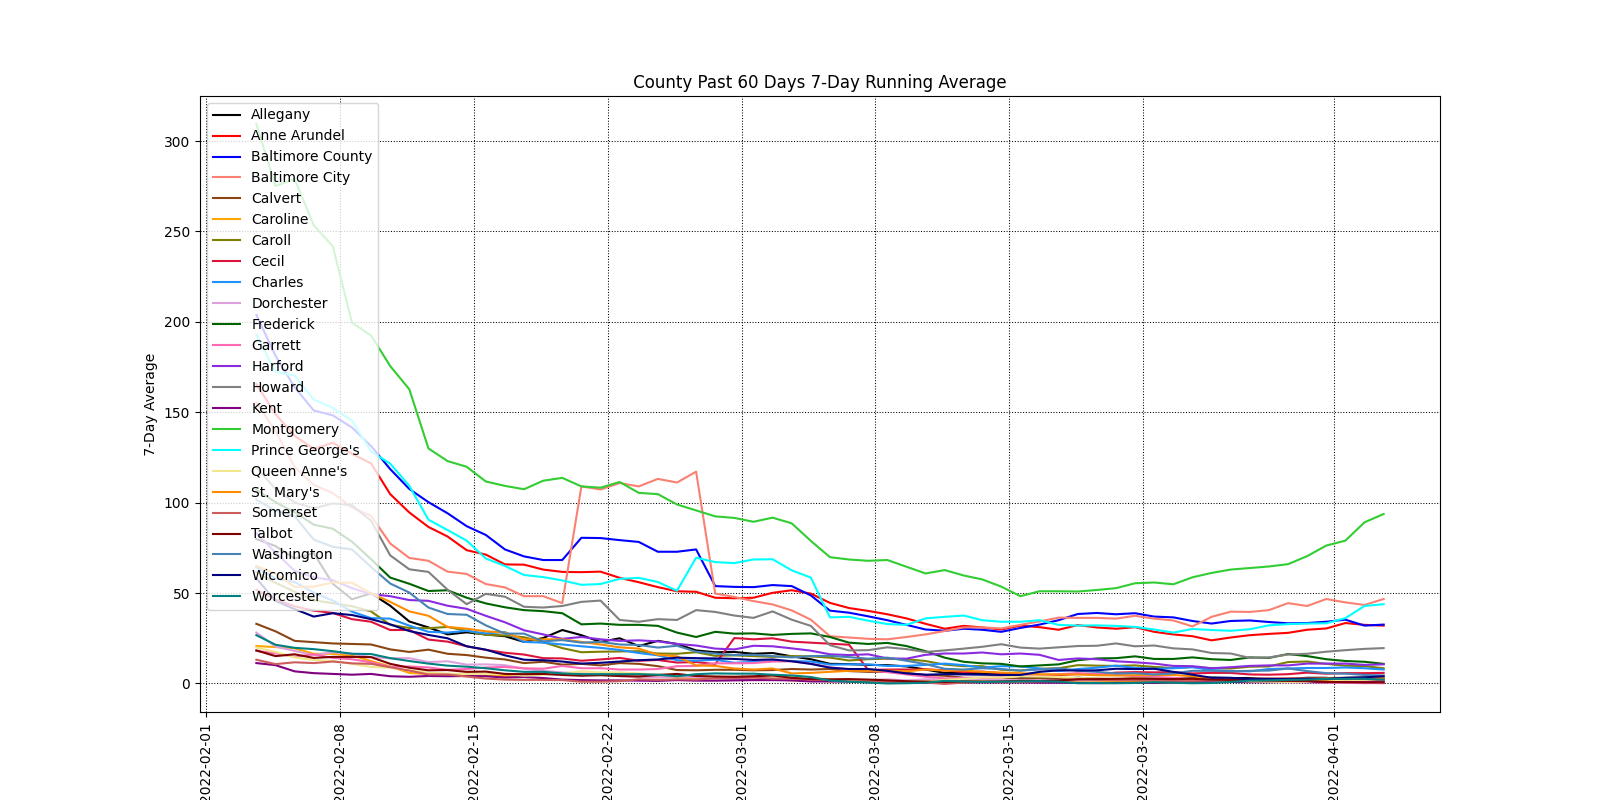 County Past 60 Days 7-Day Running Average
7-Day Average
300
250
200
150
100
50
0
Allegany
Anne Arundel
Baltimore County
Baltimore City
Calvert
Caroline
Caroll
Cecil
Charles
Dorchester
Frederick
Garrett
Harford
Howard
Kent
Montgomery
Prince George's
Queen Anne's
St. Mary's
Somerset
Talbot
Washington
Wicomico
Worcester
2022-02-01
2022-02-08
2022-02-15
2022-02-22
2022-03-01
2022-03-08
2022-03-15
2022-03-22
2022-04-01